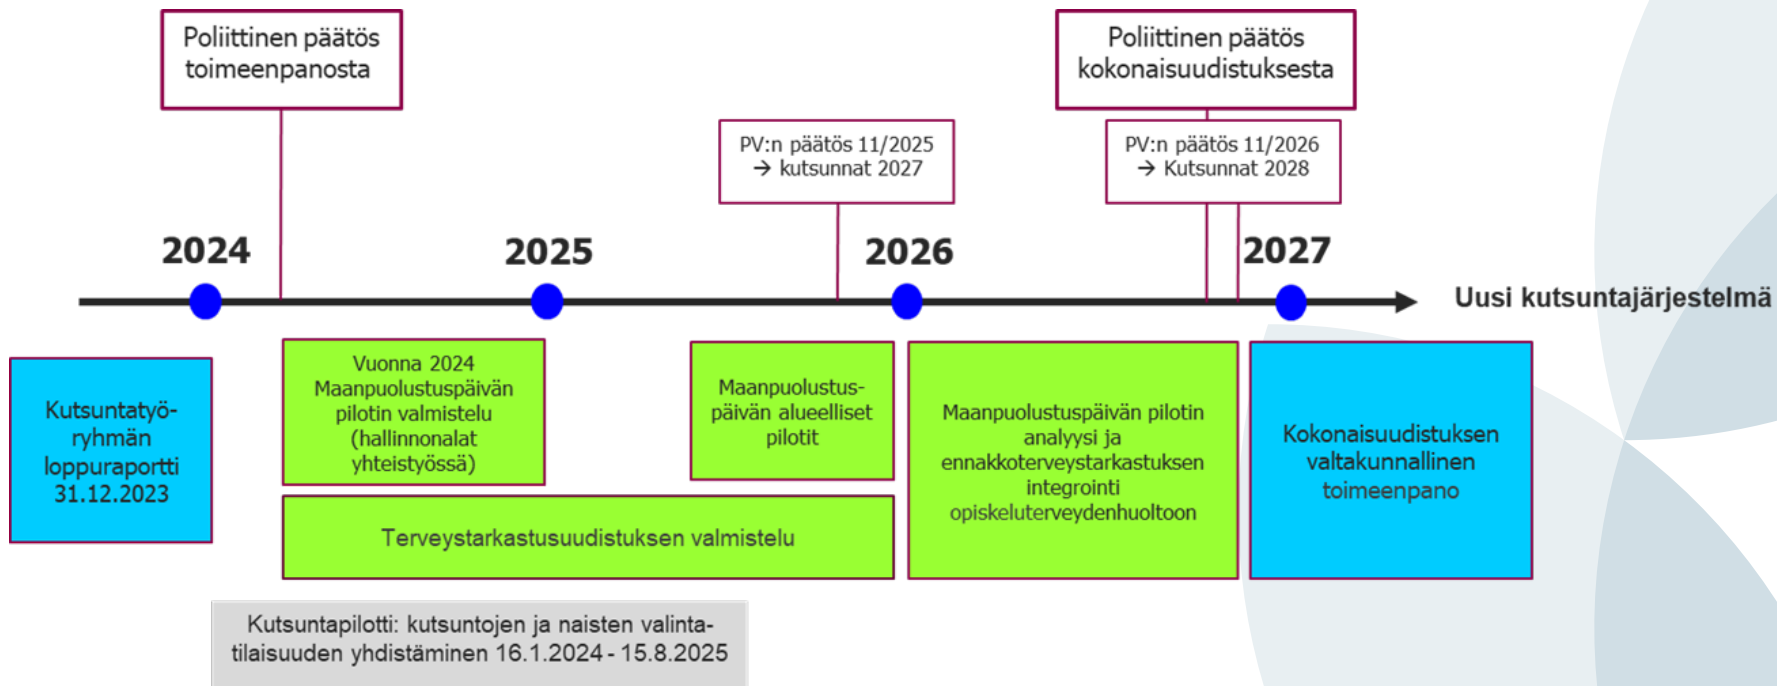 Poliittinen päätös
toimeenpanosta
Poliittinen päätös
kokonaisuudistuksesta
PV:n päätös 11/2025
→ kutsunnat 2027
PV:n päätös 11/2026
→ Kutsunnat 2028
2024
2025
2026
2027
Uusi kutsuntajärjestelmä
Kutsuntatyö-
ryhmän
loppuraportti
31.12.2023
Vuonna 2024
Maanpuolustuspäivän
pilotin valmistelu
(hallinnonalat
yhteistyössä)
Maanpuolustus-
päivän alueelliset
pilotit
Maanpuolustuspäivän pilotin
analyysi ja
ennakkoterveystarkastuksen
integrointi
opiskeluterveydenhuoltoon
Kokonaisuudistuksen
valtakunnallinen
toimeenpano
Terveystarkastusuudistuksen valmistelu
Kutsuntapilotti: kutsuntojen ja naisten valinta-
tilaisuuden yhdistäminen 16.1.2024 - 15.8.2025